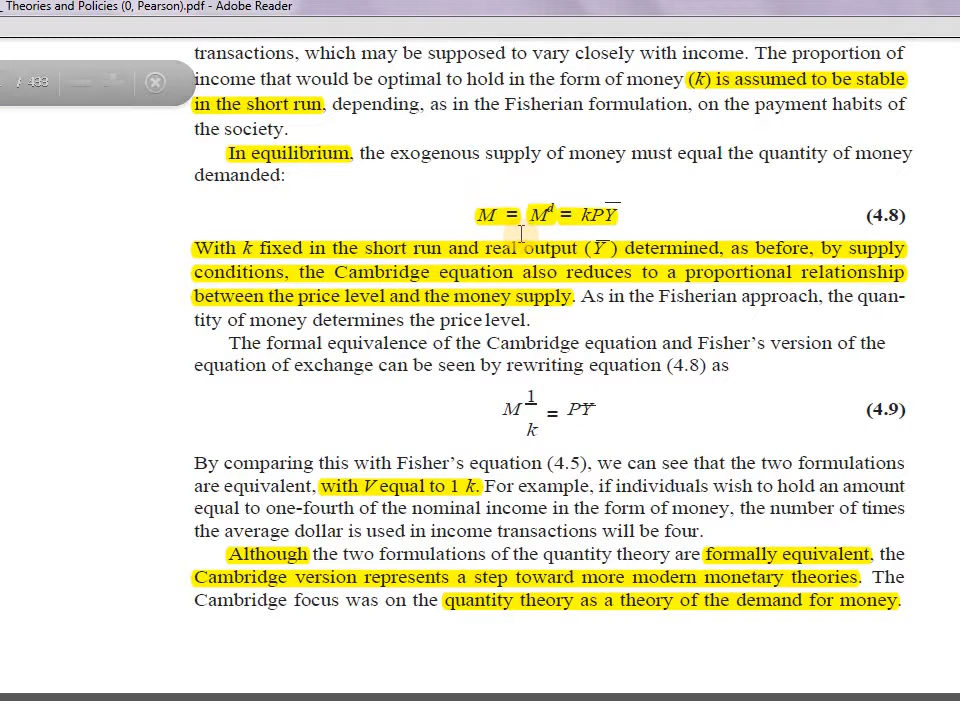 _ Theories and Policies (0, Pearson).pdf - Adobe Reader
/ 433
transactions, which may be supposed to vary closely with income. The proportion of
income that would be optimal to hold in the form of money (k) is assumed to be stable
in the short run, depending, as in the Fisherian formulation, on the payment habits of
the society.
In equilibrium, the exogenous supply of money must equal the quantity of money
demanded:
M = Mᵈ = kPY̅ (4.8)
With k fixed in the short run and real output (Y̅) determined, as before, by supply
conditions, the Cambridge equation also reduces to a proportional relationship
between the price level and the money supply. As in the Fisherian approach, the quan-
tity of money determines the price level.
The formal equivalence of the Cambridge equation and Fisher's version of the
equation of exchange can be seen by rewriting equation (4.8) as
M 1/k = PY̅ (4.9)
By comparing this with Fisher's equation (4.5), we can see that the two formulations
are equivalent, with V equal to 1 k. For example, if individuals wish to hold an amount
equal to one-fourth of the nominal income in the form of money, the number of times
the average dollar is used in income transactions will be four.
Although the two formulations of the quantity theory are formally equivalent, the
Cambridge version represents a step toward more modern monetary theories. The
Cambridge focus was on the quantity theory as a theory of the demand for money.